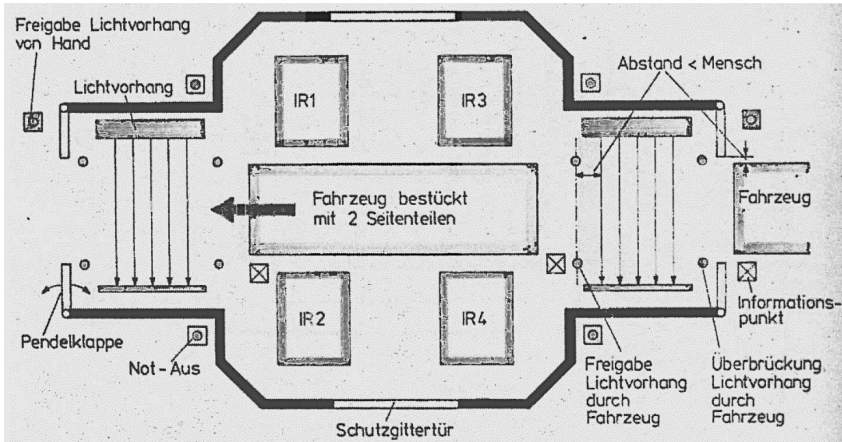 Freigabe Lichtvorhang
von Hand
Lichtvorhang
IR1
IR3
Abstand < Mensch
Fahrzeug bestückt
mit 2 Seitenteilen
Fahrzeug
IR2
IR4
Pendelklappe
Not-Aus
Informations-
punkt
Freigabe
Lichtvorhang
durch
Fahrzeug
Überbrückung
Lichtvorhang
durch
Fahrzeug
Schutzgittertür